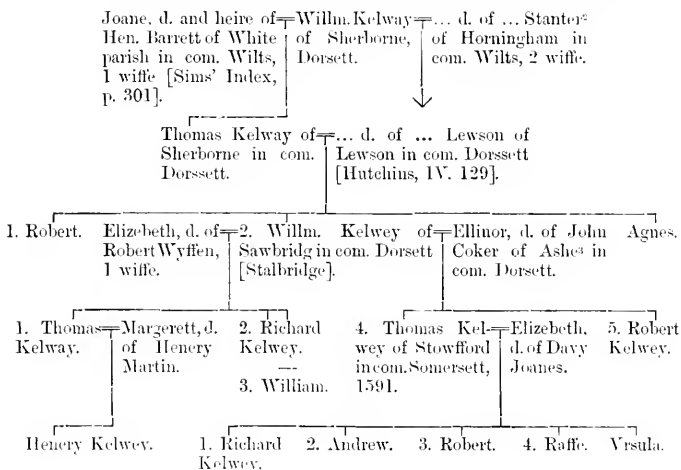 Joane, d. and heire of
Hen. Barrett of White
parish in com. Wilts,
1 wiffe [Sims' Index,
p. 301].
Willm. Kelway
of Sherborne,
Dorsett.
... d. of ... Stanter²
of Horningham in
com. Wilts, 2 wiffe.
Thomas Kelway of
Sherborne in com.
Dorssett.
... d. of ... Lewson of
Lewson in com. Dorssett
[Hutchins, IV. 129].
1. Robert.
Elizebeth, d. of
Robert Wyffen,
1 wiffe.
2. Willm. Kelwey of
Sawbridg in com. Dorsett
[Stalbridge].
Ellinor, d. of John
Coker of Ashe³ in
com. Dorsett.
Agnes.
1. Thomas
Kelway.
Margerett, d.
of Henery
Martin.
2. Richard
Kelwey.
—
3. William.
4. Thomas Kel-
wey of Stowfford
in com. Somersett,
1591.
Elizebeth,
d. of Davy
Joanes.
5. Robert
Kelwey.
Henery Kelwey.
1. Richard
Kelwey.
2. Andrew.
3. Robert.
4. Raffe.
Vrsula.